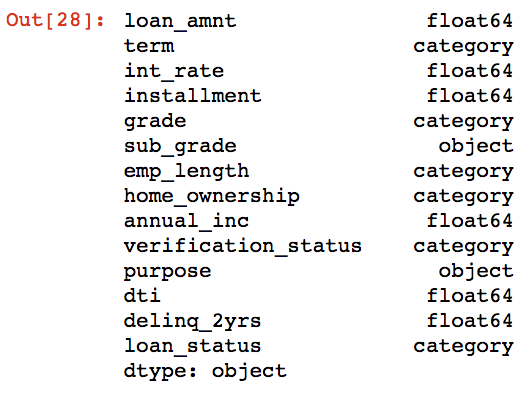 Out[28]: loan_amnt float64
term category
int_rate float64
installment float64
grade category
sub_grade object
emp_length category
home_ownership category
annual_inc float64
verification_status category
purpose object
dti float64
delinq_2yrs float64
loan_status category
dtype: object